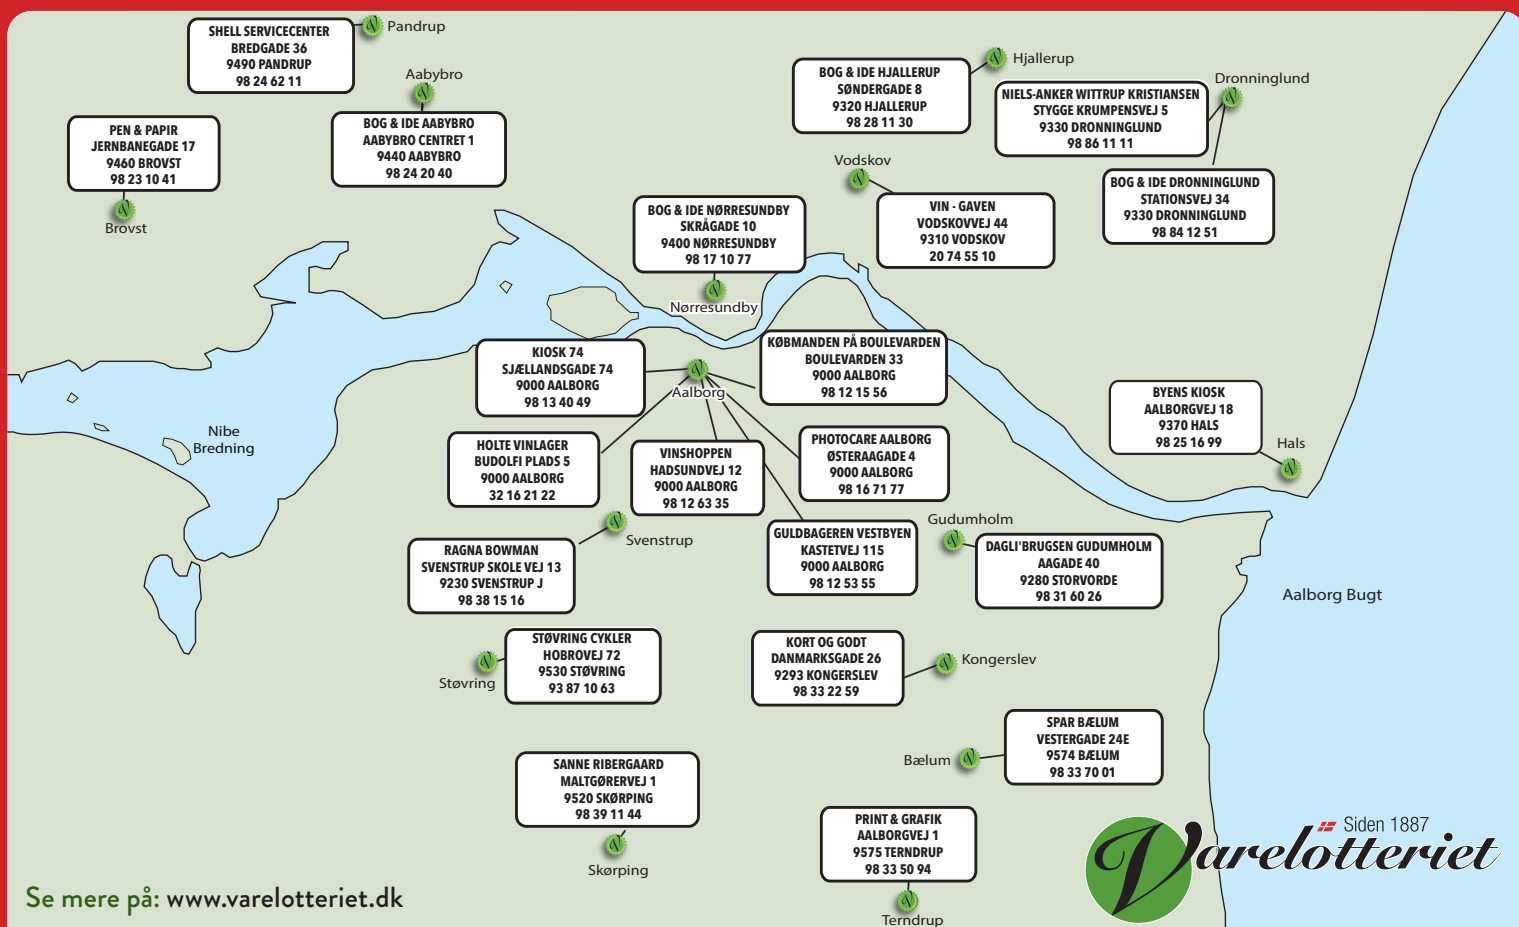 SHELL SERVICECENTER
BREDGADE 36
9490 PANDRUP
98 24 62 11
Pandrup
Aabybro
BOG & IDE AABYBRO
AABYBRO CENTRET 1
9440 AABYBRO
98 24 20 40
PEN & PAPIR
JERNBANEGADE 17
9460 BROVST
98 23 10 41
Brovst
BOG & IDE HJALLERUP
SØNDERGADE 8
9320 HJALLERUP
98 28 11 30
Hjallerup
Dronninglund
NIELS-ANKER WITTRUP KRISTIANSEN
STYGGE KRUMPENSVEJ 5
9330 DRONNINGLUND
98 86 11 11
BOG & IDE DRONNINGLUND
STATIONSVEJ 34
9330 DRONNINGLUND
98 84 12 51
Vodskov
VIN - GAVEN
VODSKOVVEJ 44
9310 VODSKOV
20 74 55 10
BOG & IDE NØRRESUNDBY
SKRÅGADE 10
9400 NØRRESUNDBY
98 17 10 77
Nørresundby
KIOSK 74
SJÆLLANDSGADE 74
9000 AALBORG
98 13 40 49
Aalborg
KØBMANDEN PÅ BOULEVARDEN
BOULEVARDEN 33
9000 AALBORG
98 12 15 56
Nibe
Bredning
HOLTE VINLAGER
BUDOLFI PLADS 5
9000 AALBORG
32 16 21 22
VINSHOPPEN
HADSUNDVEJ 12
9000 AALBORG
98 12 63 35
PHOTOCARE AALBORG
ØSTERAAGADE 4
9000 AALBORG
98 16 71 77
BYENS KIOSK
AALBORGVEJ 18
9370 HALS
98 25 16 99
Hals
GULDBAGEREN VESTBYEN
KASTETVEJ 115
9000 AALBORG
98 12 53 55
Svenstrup
RAGNA BOWMAN
SVENSTRUP SKOLE VEJ 13
9230 SVENSTRUP J
98 38 15 16
Gudumholm
DAGLI'BRUGSEN GUDUMHOLM
AAGADE 40
9280 STORVORDE
98 31 60 26
Aalborg Bugt
STØVRING CYKLER
HOBROVEJ 72
9530 STØVRING
93 87 10 63
Støvring
KORT OG GODT
DANMARKSGADE 26
9293 KONGERSLEV
98 33 22 59
Kongerslev
SPAR BÆLUM
VESTERGADE 24E
9574 BÆLUM
98 33 70 01
Bælum
SANNE RIBERGAARD
MALTGØRERVEJ 1
9520 SKØRPING
98 39 11 44
Skørping
PRINT & GRAFIK
AALBORGVEJ 1
9575 TERNDRUP
98 33 50 94
Terndrup
Siden 1887
Varelotteriet
Se mere på: www.varelotteriet.dk